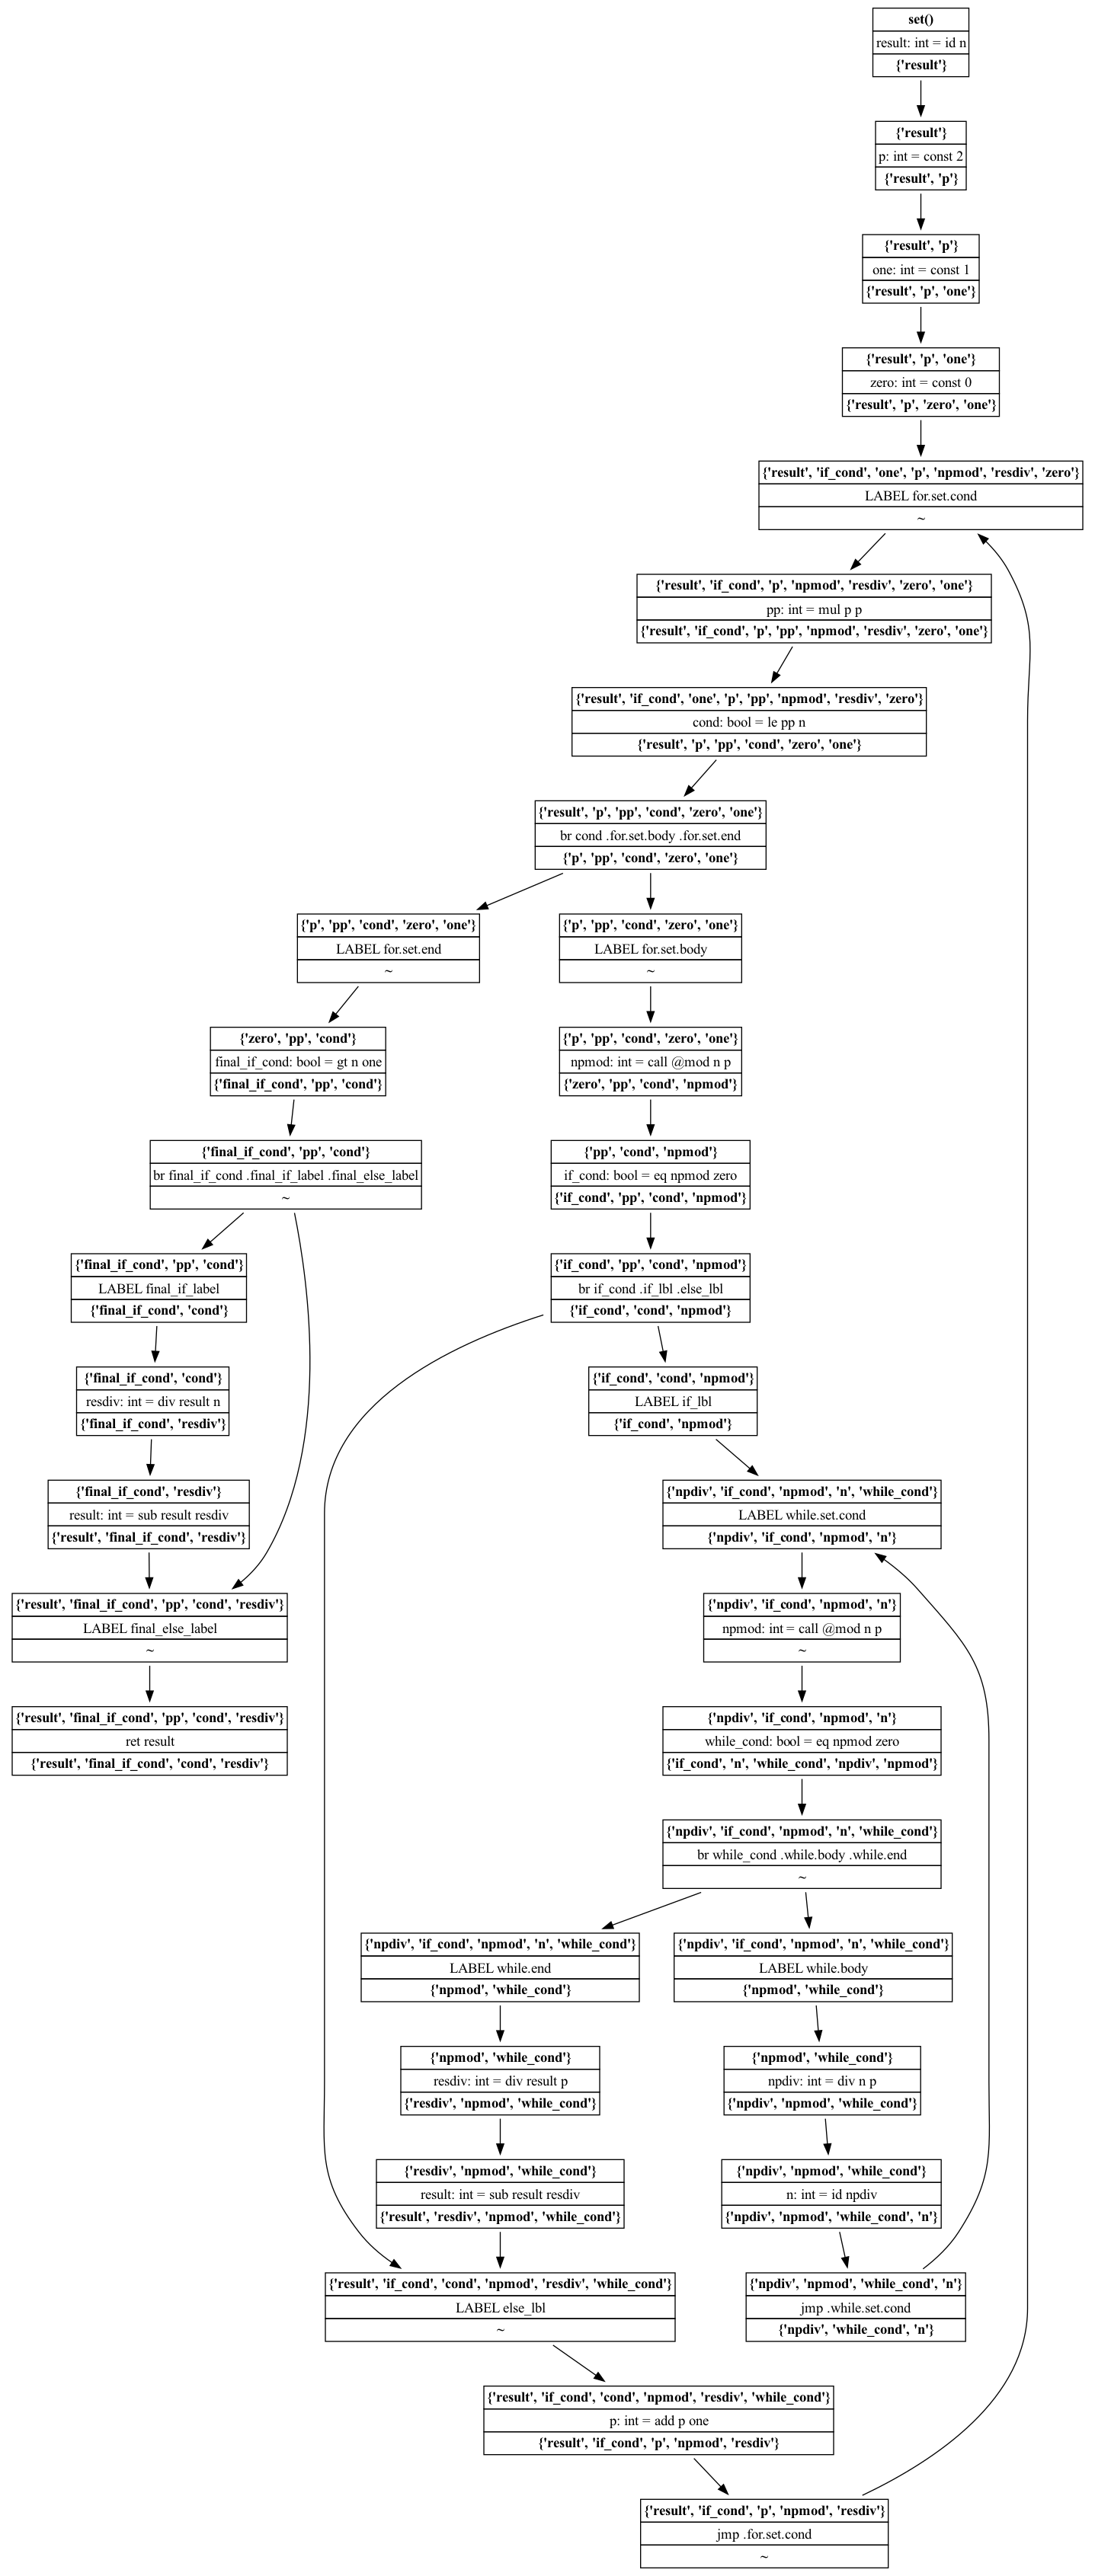 set()
result: int = id n
{'result'}
{'result'}
p: int = const 2
{'result', 'p'}
{'result', 'p'}
one: int = const 1
{'result', 'p', 'one'}
{'result', 'p', 'one'}
zero: int = const 0
{'result', 'p', 'zero', 'one'}
{'result', 'if_cond', 'one', 'p', 'npmod', 'resdiv', 'zero'}
LABEL for.set.cond
~
{'result', 'if_cond', 'p', 'npmod', 'resdiv', 'zero', 'one'}
pp: int = mul p p
{'result', 'if_cond', 'p', 'pp', 'npmod', 'resdiv', 'zero', 'one'}
{'result', 'if_cond', 'one', 'p', 'pp', 'npmod', 'resdiv', 'zero'}
cond: bool = le pp n
{'result', 'p', 'pp', 'cond', 'zero', 'one'}
{'result', 'p', 'pp', 'cond', 'zero', 'one'}
br cond .for.set.body .for.set.end
{'p', 'pp', 'cond', 'zero', 'one'}
{'p', 'pp', 'cond', 'zero', 'one'}
LABEL for.set.end
~
{'p', 'pp', 'cond', 'zero', 'one'}
LABEL for.set.body
~
{'zero', 'pp', 'cond'}
final_if_cond: bool = gt n one
{'final_if_cond', 'pp', 'cond'}
{'p', 'pp', 'cond', 'zero', 'one'}
npmod: int = call @mod n p
{'zero', 'pp', 'cond', 'npmod'}
{'final_if_cond', 'pp', 'cond'}
br final_if_cond .final_if_label .final_else_label
~
{'pp', 'cond', 'npmod'}
if_cond: bool = eq npmod zero
{'if_cond', 'pp', 'cond', 'npmod'}
{'final_if_cond', 'pp', 'cond'}
LABEL final_if_label
{'final_if_cond', 'cond'}
{'if_cond', 'pp', 'cond', 'npmod'}
br if_cond .if_lbl .else_lbl
{'if_cond', 'cond', 'npmod'}
{'final_if_cond', 'cond'}
resdiv: int = div result n
{'final_if_cond', 'resdiv'}
{'if_cond', 'cond', 'npmod'}
LABEL if_lbl
{'if_cond', 'npmod'}
{'final_if_cond', 'resdiv'}
result: int = sub result resdiv
{'result', 'final_if_cond', 'resdiv'}
{'npdiv', 'if_cond', 'npmod', 'n', 'while_cond'}
LABEL while.set.cond
{'npdiv', 'if_cond', 'npmod', 'n'}
{'result', 'final_if_cond', 'pp', 'cond', 'resdiv'}
LABEL final_else_label
~
{'npdiv', 'if_cond', 'npmod', 'n'}
npmod: int = call @mod n p
~
{'result', 'final_if_cond', 'pp', 'cond', 'resdiv'}
ret result
{'result', 'final_if_cond', 'cond', 'resdiv'}
{'npdiv', 'if_cond', 'npmod', 'n'}
while_cond: bool = eq npmod zero
{'if_cond', 'n', 'while_cond', 'npdiv', 'npmod'}
{'npdiv', 'if_cond', 'npmod', 'n', 'while_cond'}
br while_cond .while.body .while.end
~
{'npdiv', 'if_cond', 'npmod', 'n', 'while_cond'}
LABEL while.end
{'npmod', 'while_cond'}
{'npdiv', 'if_cond', 'npmod', 'n', 'while_cond'}
LABEL while.body
{'npmod', 'while_cond'}
{'npmod', 'while_cond'}
resdiv: int = div result p
{'resdiv', 'npmod', 'while_cond'}
{'npmod', 'while_cond'}
npdiv: int = div n p
{'npdiv', 'npmod', 'while_cond'}
{'resdiv', 'npmod', 'while_cond'}
result: int = sub result resdiv
{'result', 'resdiv', 'npmod', 'while_cond'}
{'npdiv', 'npmod', 'while_cond'}
n: int = id npdiv
{'npdiv', 'npmod', 'while_cond', 'n'}
{'result', 'if_cond', 'cond', 'npmod', 'resdiv', 'while_cond'}
LABEL else_lbl
~
{'npdiv', 'npmod', 'while_cond', 'n'}
jmp .while.set.cond
{'npdiv', 'while_cond', 'n'}
{'result', 'if_cond', 'cond', 'npmod', 'resdiv', 'while_cond'}
p: int = add p one
{'result', 'if_cond', 'p', 'npmod', 'resdiv'}
{'result', 'if_cond', 'p', 'npmod', 'resdiv'}
jmp .for.set.cond
~